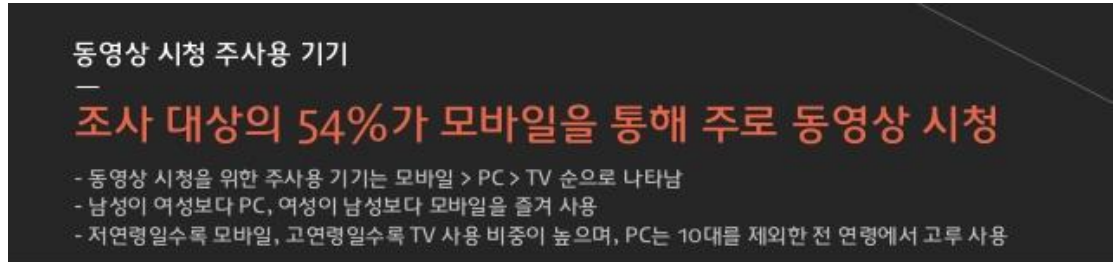 동영상 시청 주사용 기기
조사 대상의 54%가 모바일을 통해 주로 동영상 시청
- 동영상 시청을 위한 주사용 기기는 모바일 > PC > TV 순으로 나타남
- 남성이 여성보다 PC, 여성이 남성보다 모바일을 즐겨 사용
- 저연령일수록 모바일, 고연령일수록 TV 사용 비중이 높으며, PC는 10대를 제외한 전 연령에서 고루 사용